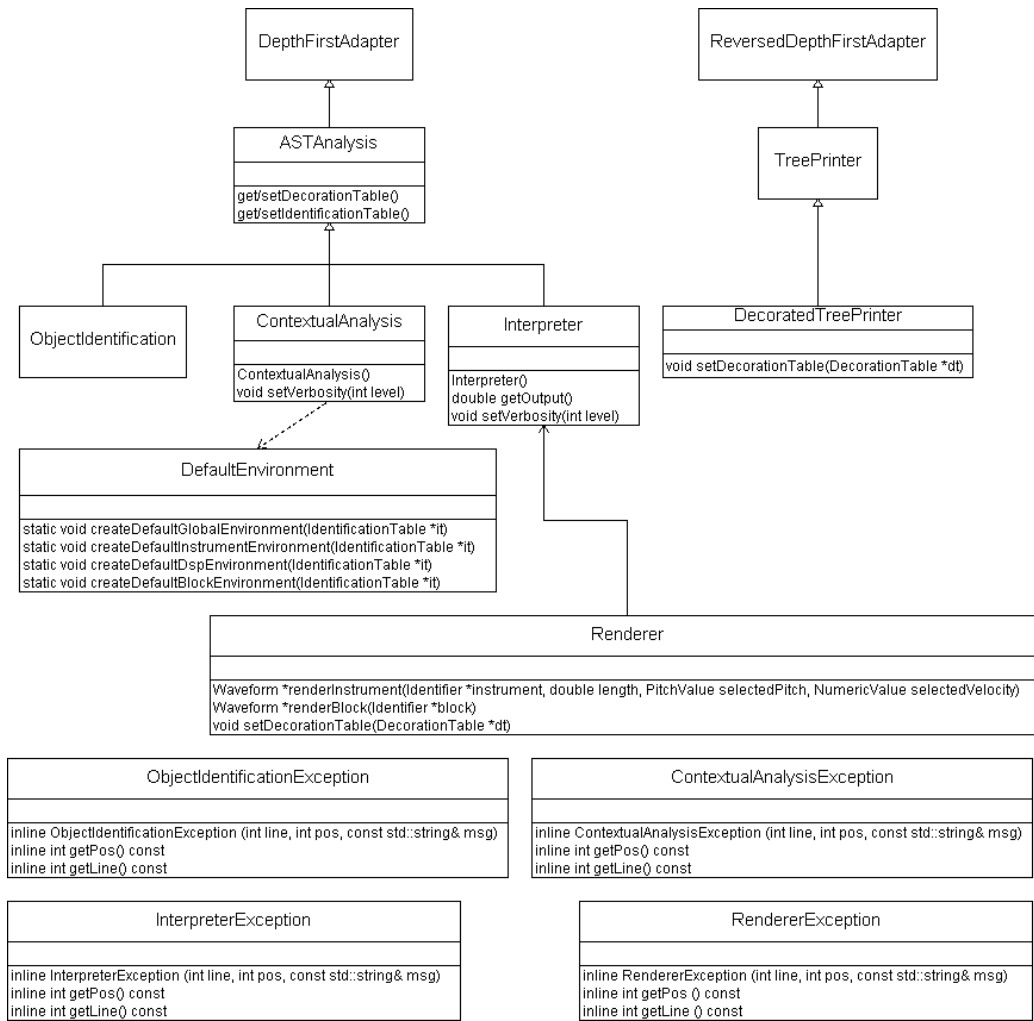 DepthFirstAdapter
ReversedDepthFirstAdapter
ASTAnalysis
get/setDecorationTable()
get/setIdentificationTable()
TreePrinter
ObjectIdentification
ContextualAnalysis
ContextualAnalysis()
void setVerbosity(int level)
Interpreter
Interpreter()
double getOutput()
void setVerbosity(int level)
DecoratedTreePrinter
void setDecorationTable(DecorationTable *dt)
DefaultEnvironment
static void createDefaultGlobalEnvironment(IdentificationTable *it)
static void createDefaultInstrumentEnvironment(IdentificationTable *it)
static void createDefaultDspEnvironment(IdentificationTable *it)
static void createDefaultBlockEnvironment(IdentificationTable *it)
Renderer
Waveform *renderInstrument(Identifier *instrument, double length, PitchValue selectedPitch, NumericValue selectedVelocity)
Waveform *renderBlock(Identifier *block)
void setDecorationTable(DecorationTable *dt)
ObjectIdentificationException
inline ObjectIdentificationException (int line, int pos, const std::string& msg)
inline int getPos() const
inline int getLine() const
ContextualAnalysisException
inline ContextualAnalysisException (int line, int pos, const std::string& msg)
inline int getPos() const
inline int getLine() const
InterpreterException
inline InterpreterException (int line, int pos, const std::string& msg)
inline int getPos() const
inline int getLine() const
RendererException
inline RendererException (int line, int pos, const std::string& msg)
inline int getPos () const
inline int getLine () const